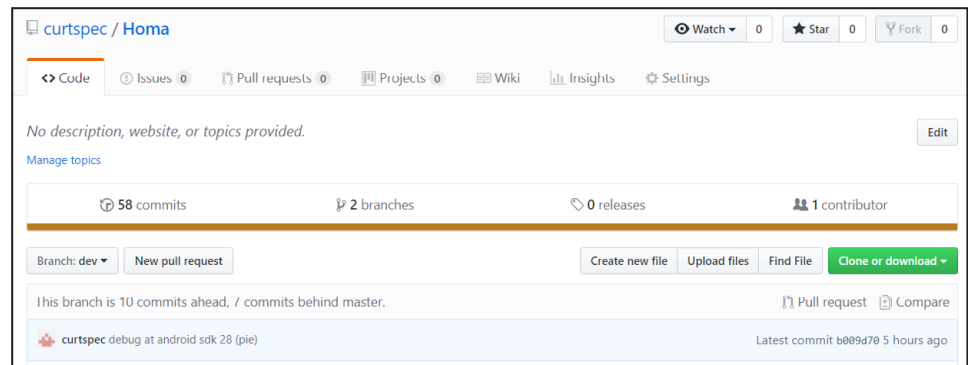 curtspec / Homa
Watch 0 Star 0 Fork 0
Code Issues 0 Pull requests 0 Projects 0 Wiki Insights Settings
No description, website, or topics provided. Edit
Manage topics
58 commits 2 branches 0 releases 1 contributor
Branch: dev New pull request Create new file Upload files Find File Clone or download
This branch is 10 commits ahead, 7 commits behind master. Pull request Compare
curtspec debug at android sdk 28 (pie) Latest commit b009d70 5 hours ago